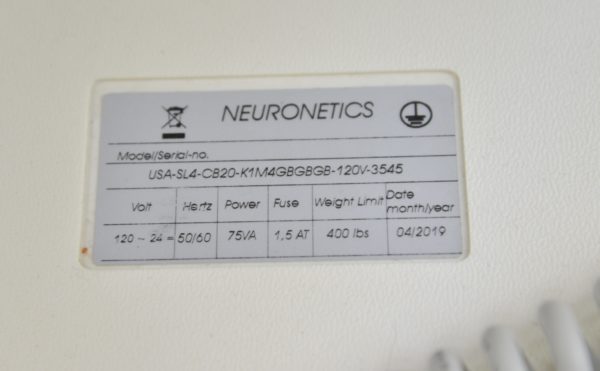 NEURONETICS
Model/Serial-no.
USA-SL4-CB20-K1M4GBGBGB-120V-3545
Volt Hertz Power Fuse Weight Limit Date month/year
120 ~ 24 = 50/60 75VA 1,5 AT 400 lbs 04/2019